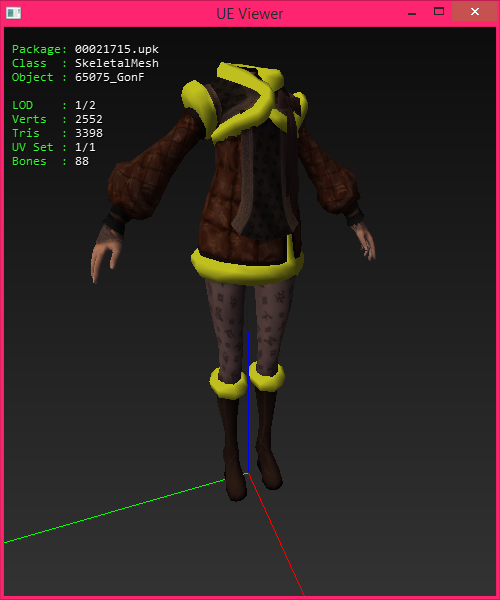 UE Viewer
Package: 00021715.upk
Class : SkeletalMesh
Object : 65075_GonF
LOD : 1/2
Verts : 2552
Tris : 3398
UV Set : 1/1
Bones : 88